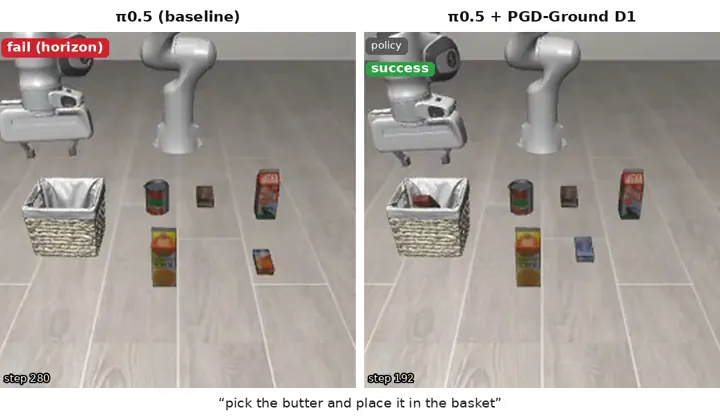 π0.5 (baseline)
π0.5 + PGD-Ground D1
fail (horizon)
policy
success
step 280
step 192
“pick the butter and place it in the basket”